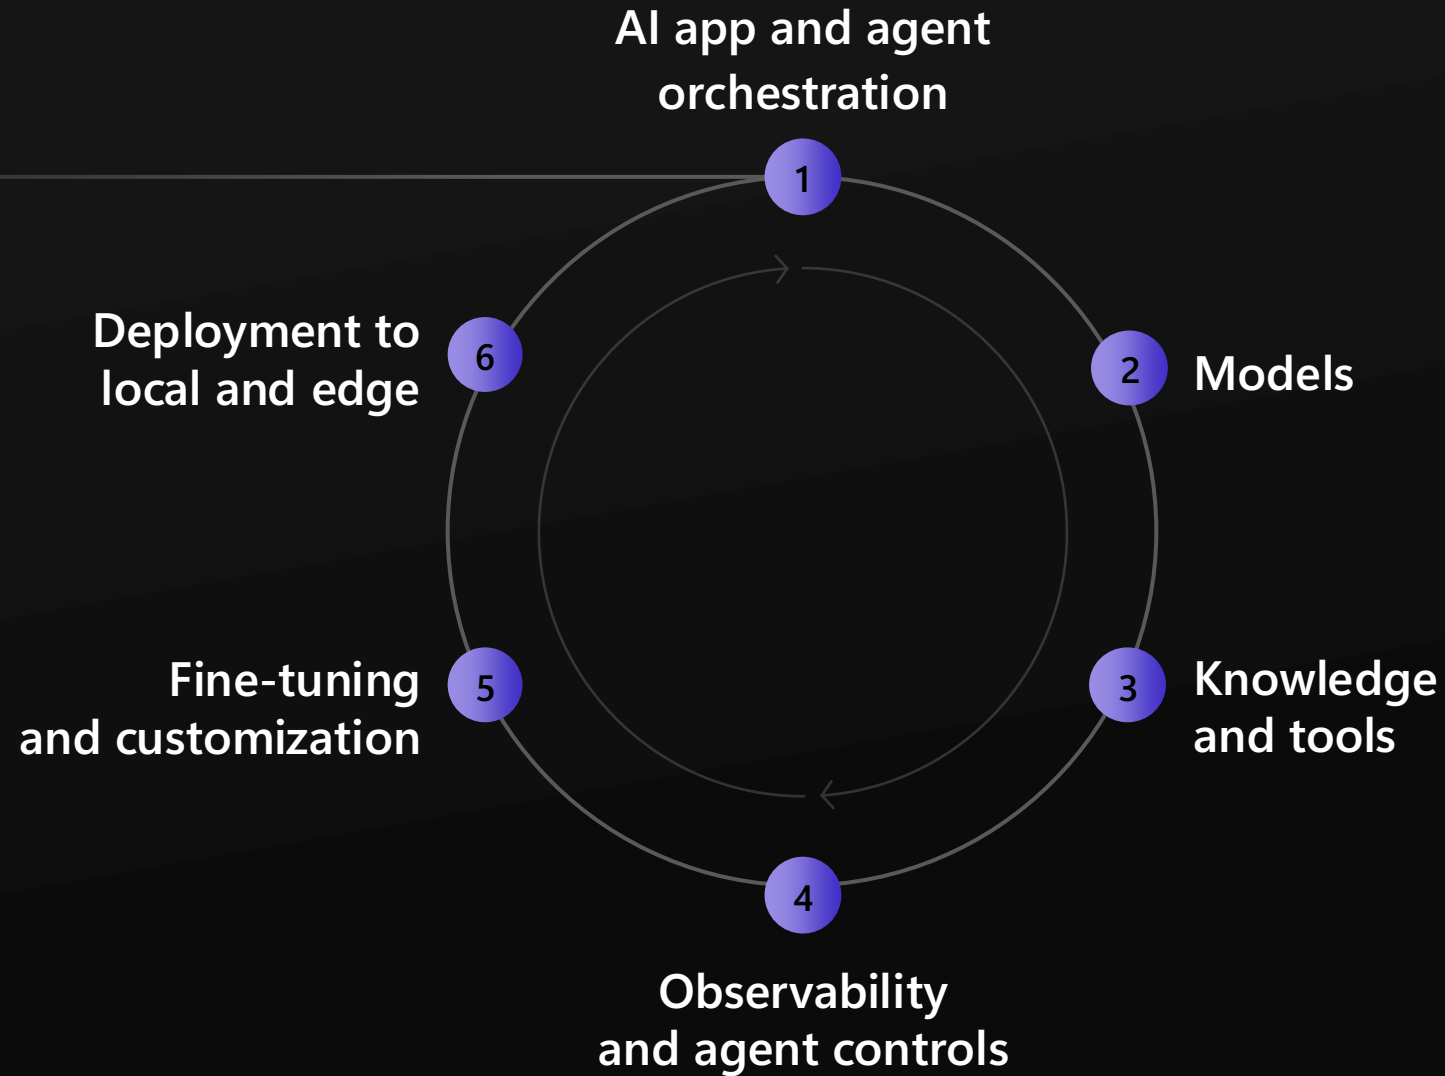 AI app and agent
orchestration
1
2
Models
3
Knowledge
and tools
4
Observability
and agent controls
5
Fine-tuning
and customization
6
Deployment to
local and edge